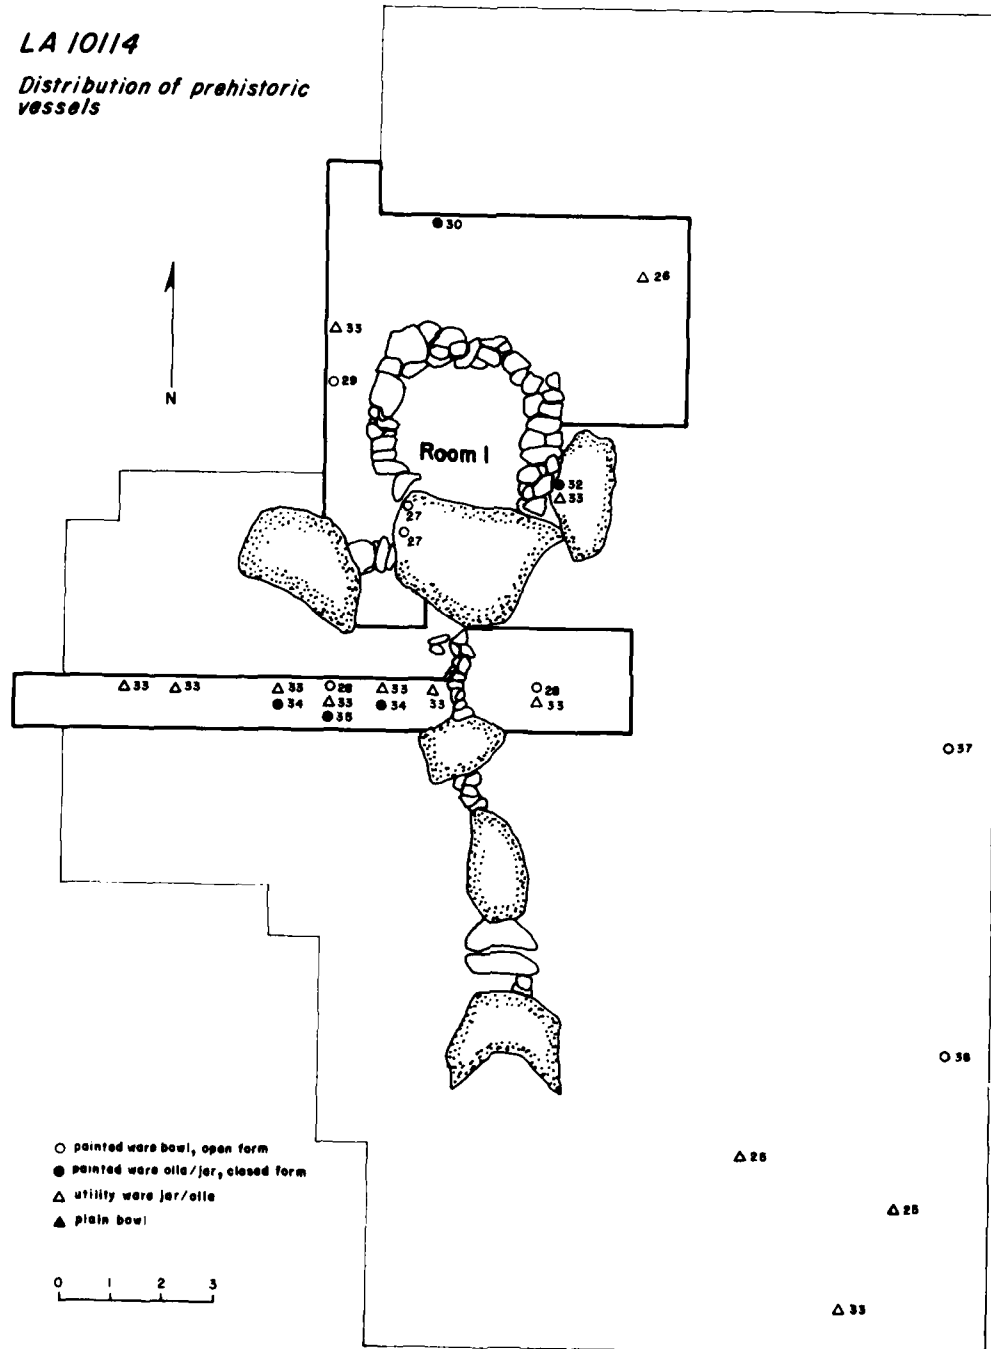 LA 10114
Distribution of prehistoric
vessels
30
26
33
29
N
Room 1
32
33
27
27
33
33
33
28
33
28
34
33
34
33
33
35
37
36
25
25
33
painted ware bowl, open form
painted ware olla/jar, closed form
utility ware jar/olla
plain bowl
0 1 2 3